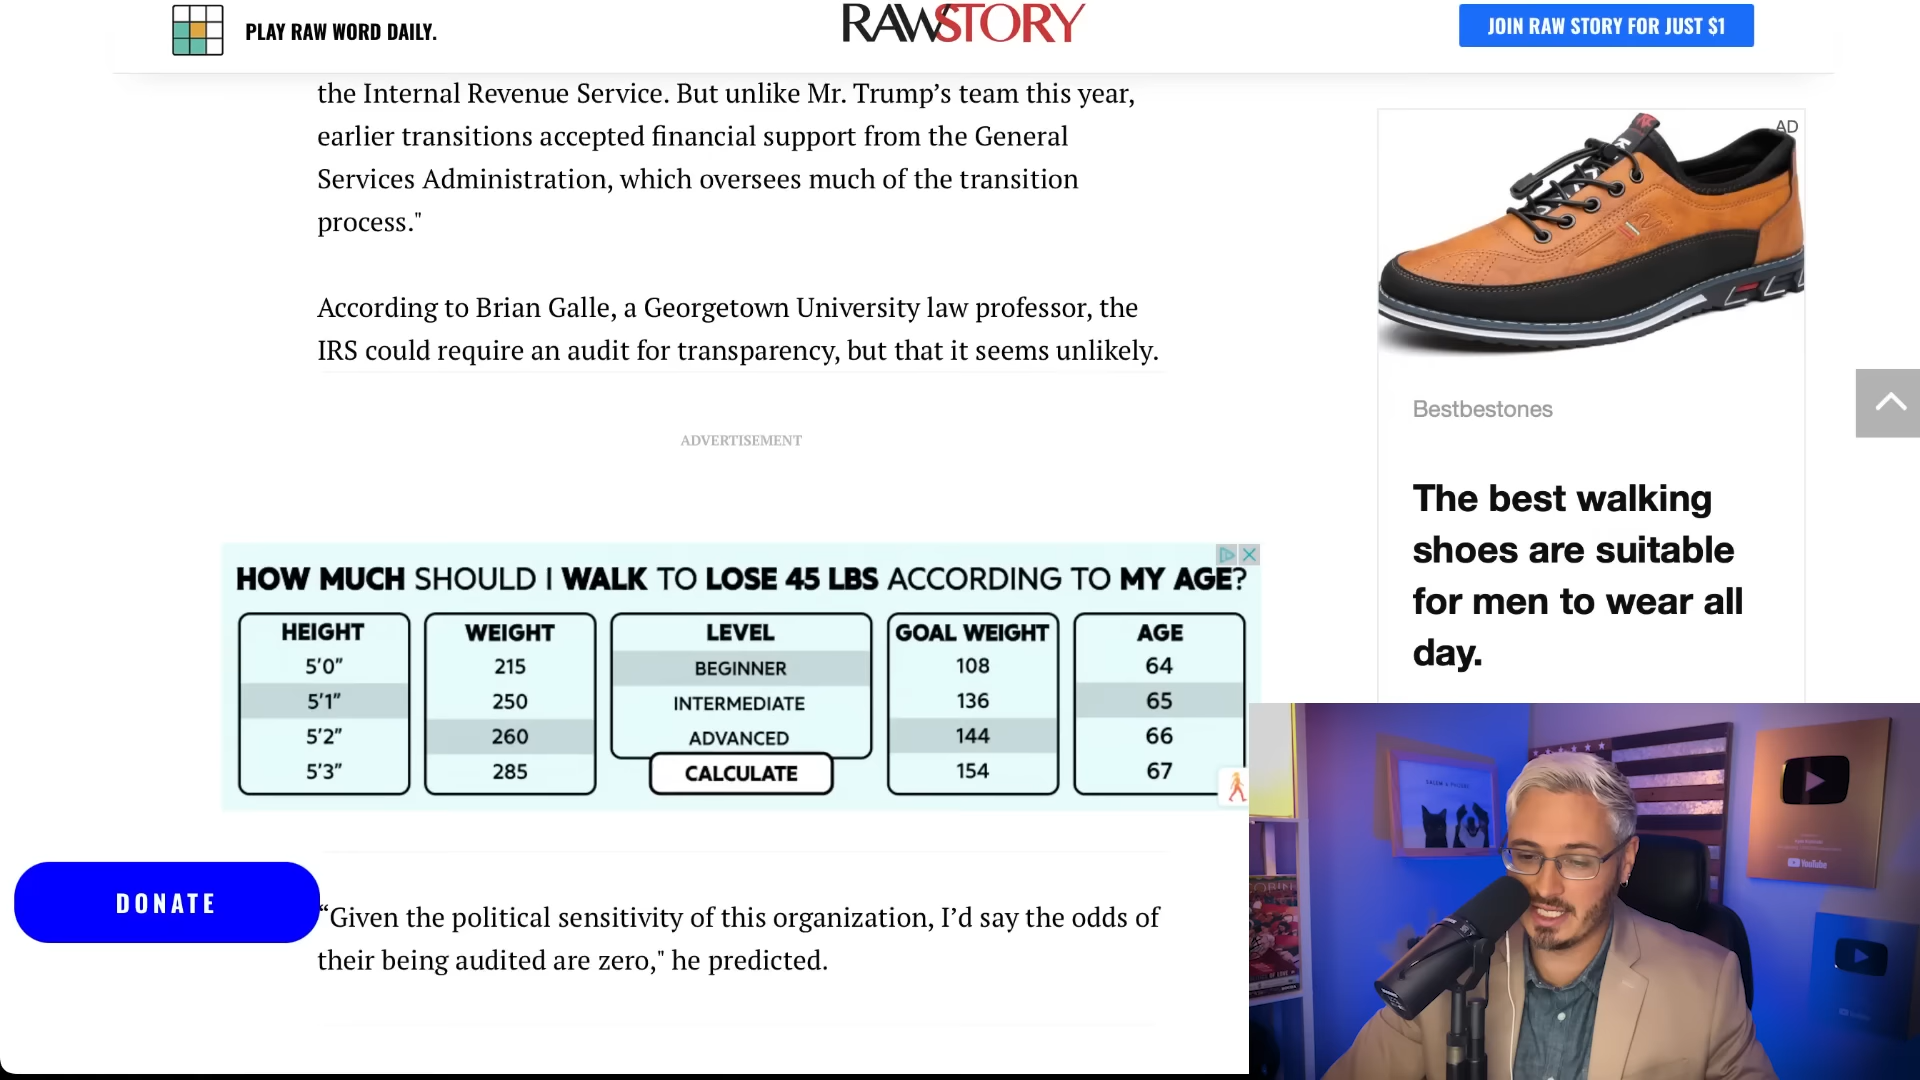 PLAY RAW WORD DAILY.
RAWSTORY
JOIN RAW STORY FOR JUST $1
the Internal Revenue Service. But unlike Mr. Trump’s team this year,
earlier transitions accepted financial support from the General
Services Administration, which oversees much of the transition
process."
According to Brian Galle, a Georgetown University law professor, the
IRS could require an audit for transparency, but that it seems unlikely.
ADVERTISEMENT
HOW MUCH SHOULD I WALK TO LOSE 45 LBS ACCORDING TO MY AGE?
HEIGHT
5'0"
5'1"
5'2"
5'3"
WEIGHT
215
250
260
285
LEVEL
BEGINNER
INTERMEDIATE
ADVANCED
CALCULATE
GOAL WEIGHT
108
136
144
154
AGE
64
65
66
67
DONATE
“Given the political sensitivity of this organization, I’d say the odds of
their being audited are zero," he predicted.
AD
Bestbestones
The best walking
shoes are suitable
for men to wear all
day.
YouTube